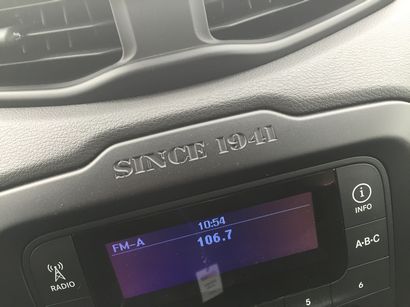 SINCE 1941
10:54
FM-A
106.7
RADIO
INFO
A-B-C
5
6